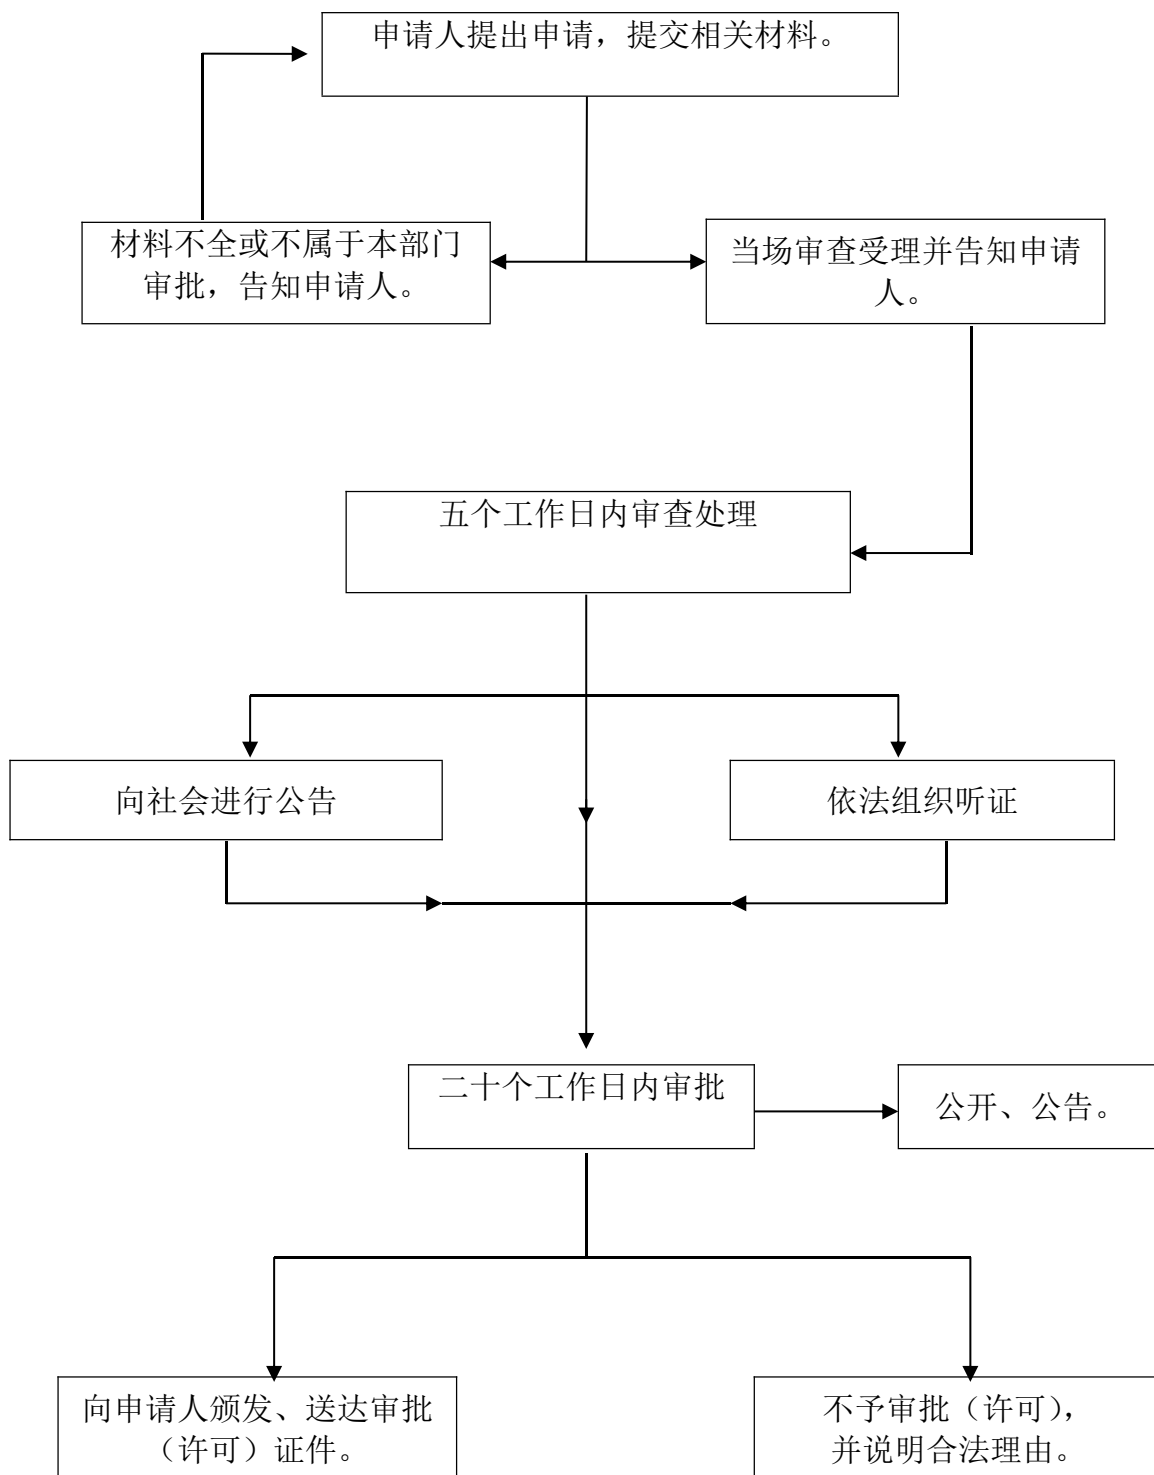 申请人提出申请，提交相关材料。
材料不全或不属于本部门
审批，告知申请人。
当场审查受理并告知申请
人。
五个工作日内审查处理
向社会进行公告
依法组织听证
二十个工作日内审批
公开、公告。
向申请人颁发、送达审批
（许可）证件。
不予审批（许可），
并说明合法理由。